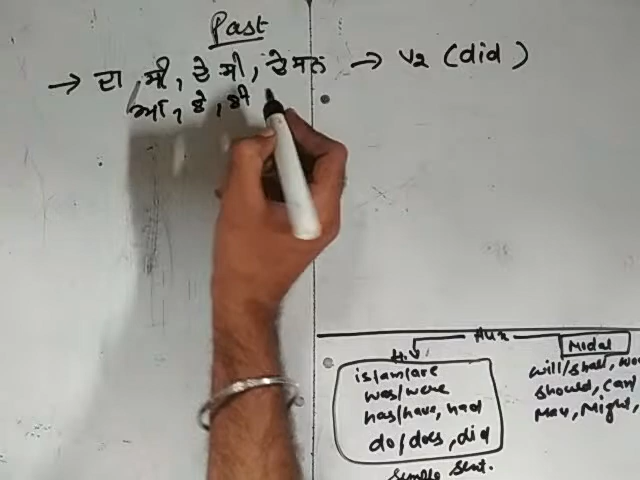 Past
→ ਦਾ ਸੀ, ਦੇ ਸੀ, ਦੇ ਸਨ → V2 (did)
Aux
H.
Modal
is/am/are
was/were
has/have, had
do/does, did
will/shall,
should, can/
May, Might,
Simple Sent.